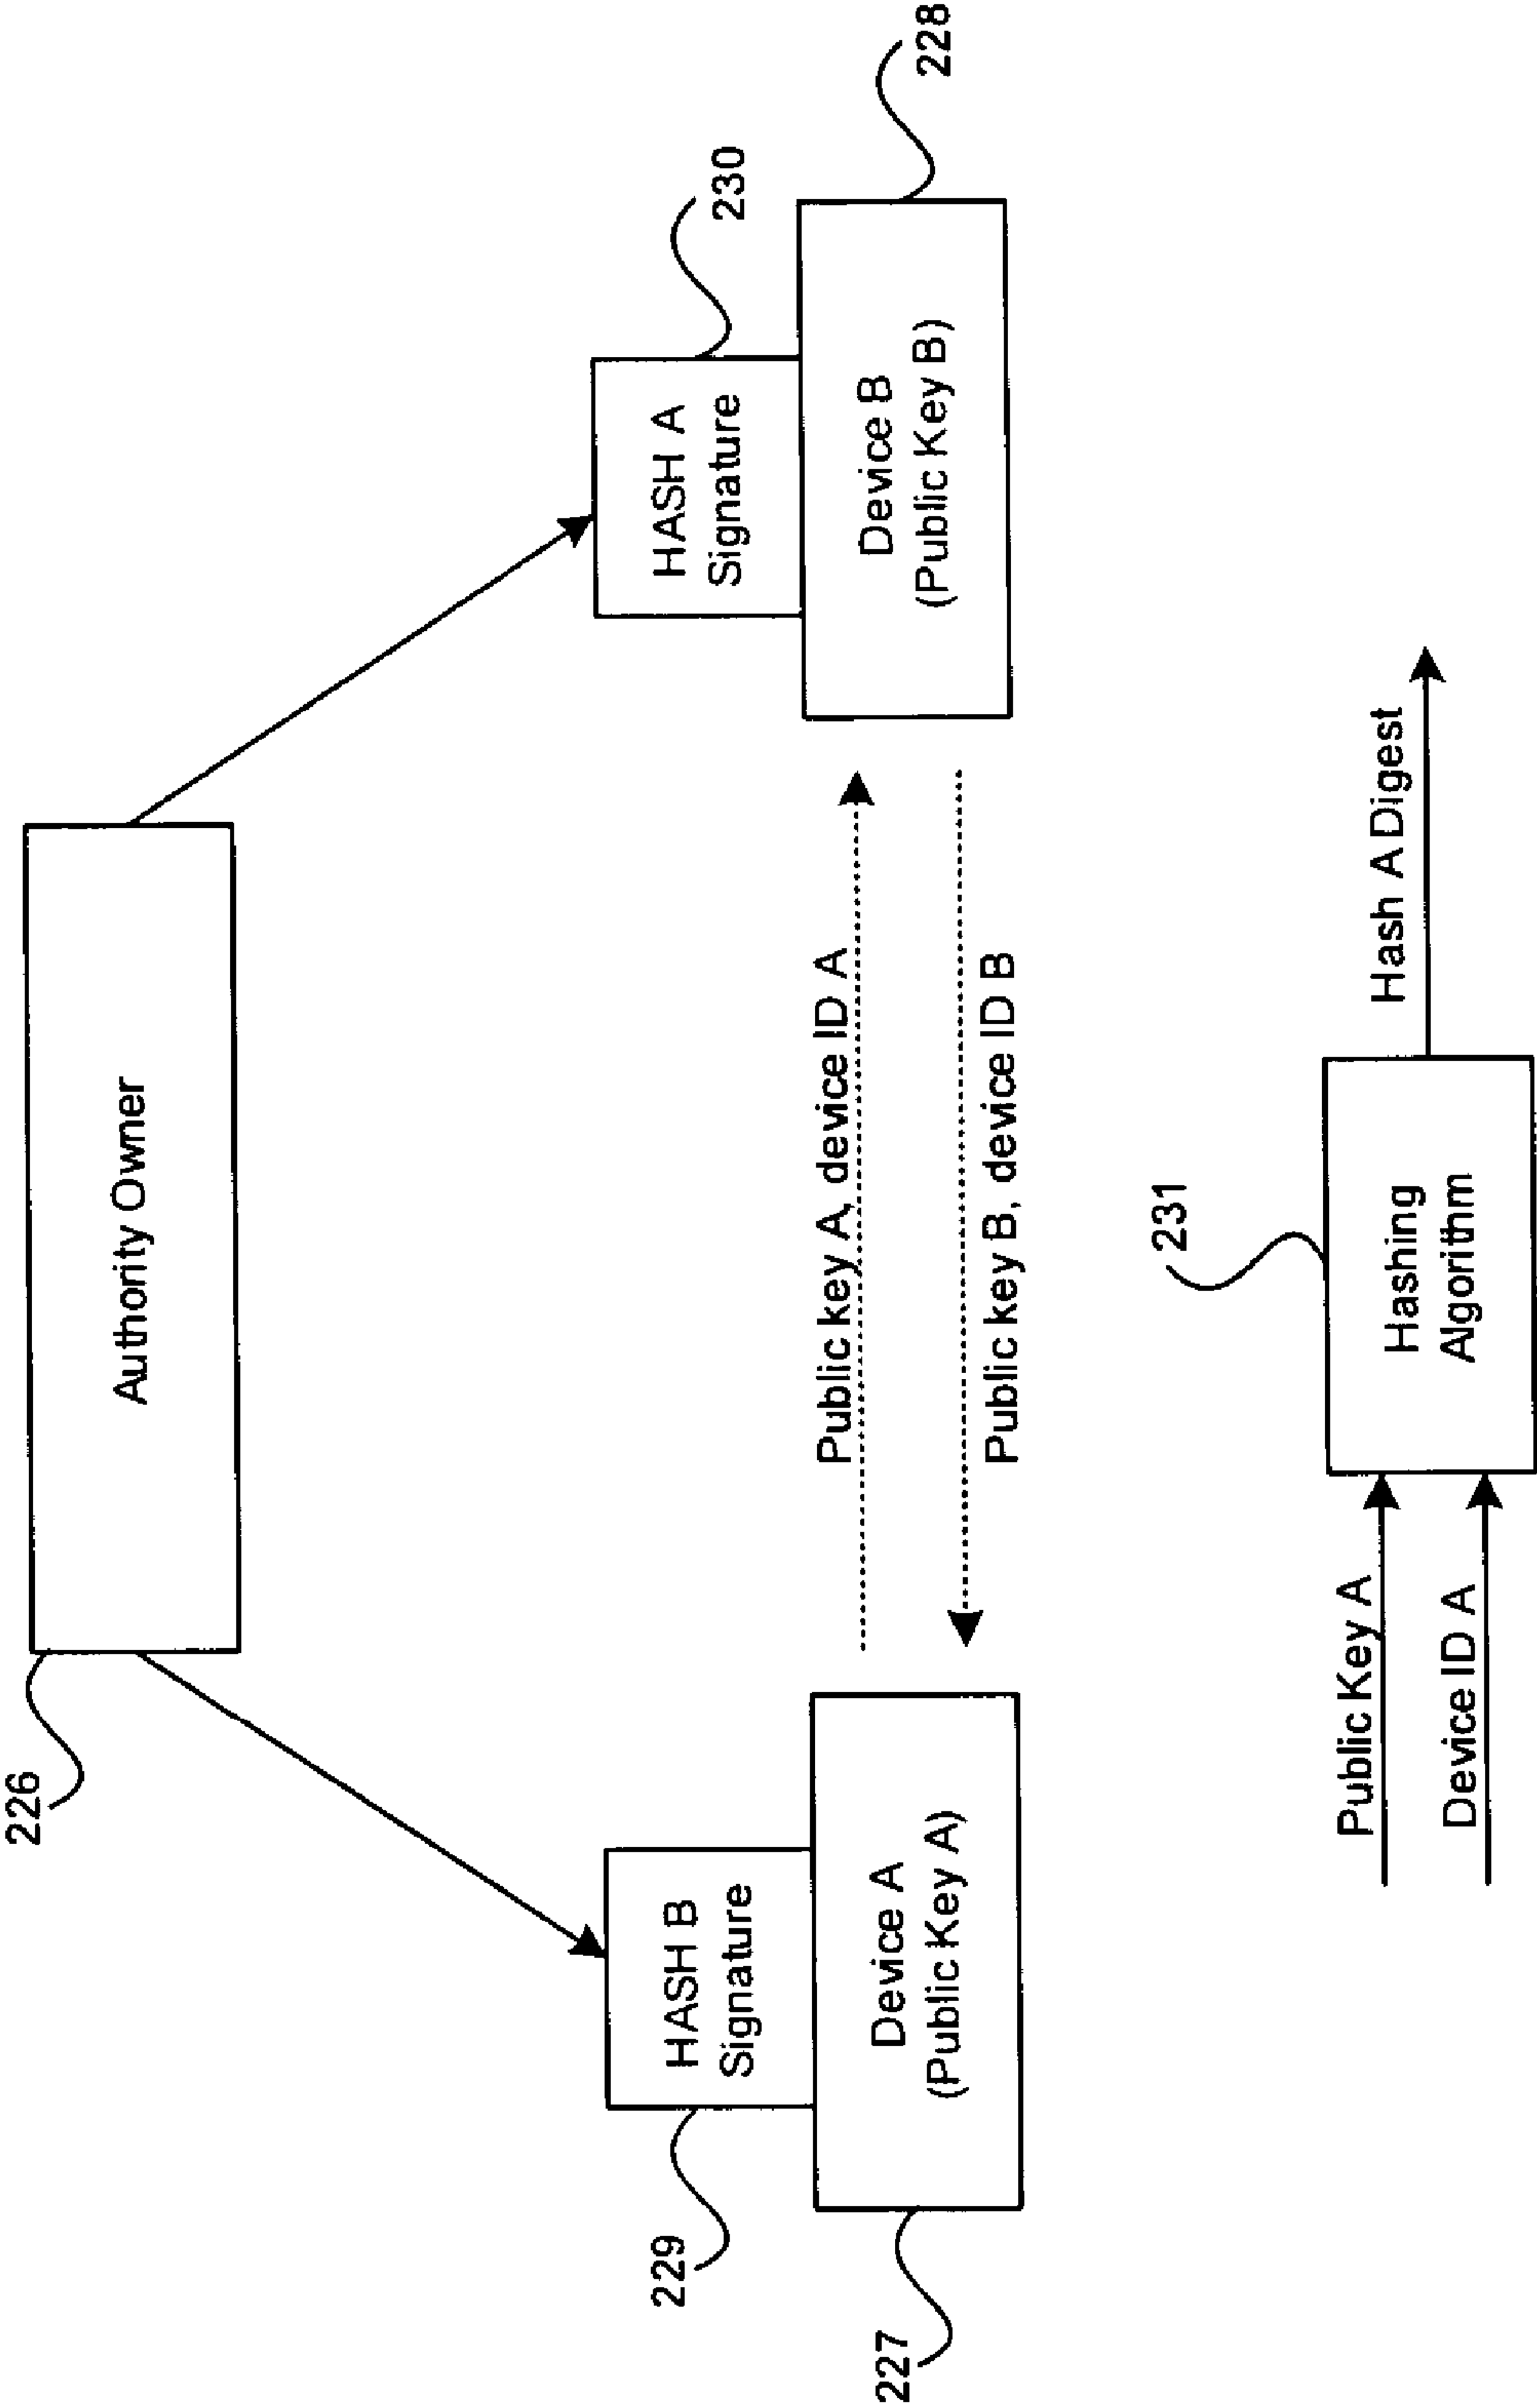 226
Authority Owner
229
HASH B
Signature
HASH A
Signature
230
227
Device A
(Public Key A)
Public key A, device ID A
Public key B, device ID B
Device B
(Public Key B)
228
231
Public Key A
Device ID A
Hashing
Algorithm
Hash A Digest